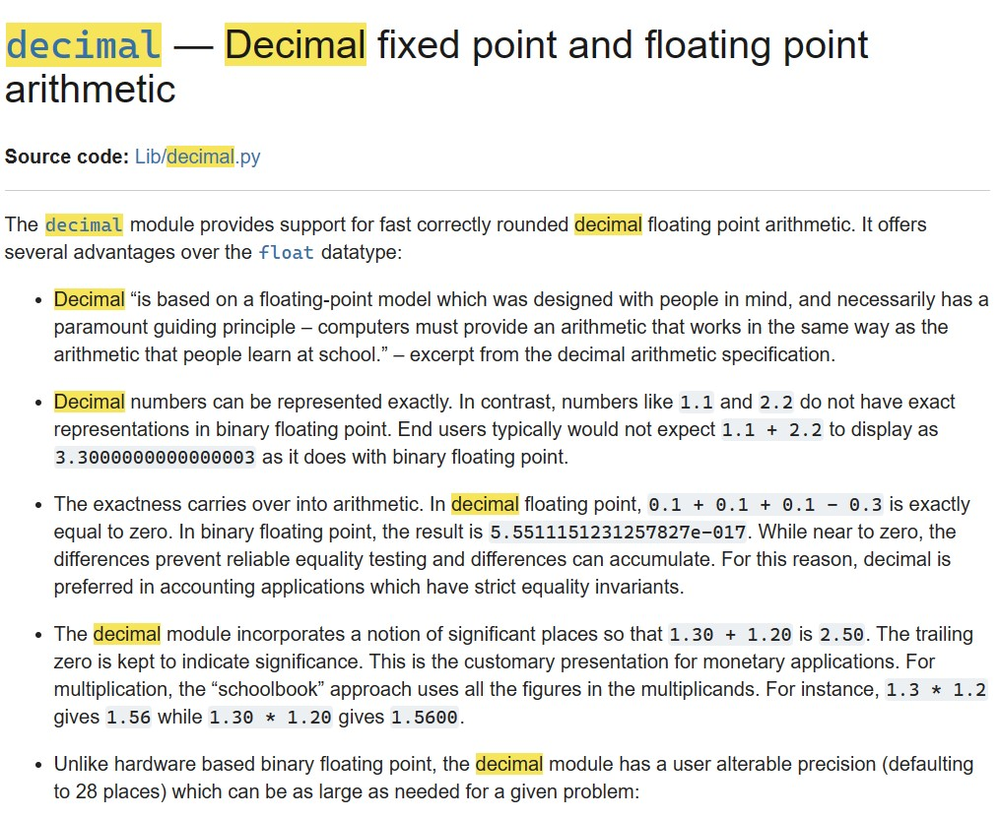 decimal — Decimal fixed point and floating point
arithmetic
Source code: Lib/decimal.py
The decimal module provides support for fast correctly rounded decimal floating point arithmetic. It offers
several advantages over the float datatype:
• Decimal “is based on a floating-point model which was designed with people in mind, and necessarily has a
paramount guiding principle – computers must provide an arithmetic that works in the same way as the
arithmetic that people learn at school.” – excerpt from the decimal arithmetic specification.
• Decimal numbers can be represented exactly. In contrast, numbers like 1.1 and 2.2 do not have exact
representations in binary floating point. End users typically would not expect 1.1 + 2.2 to display as
3.3000000000000003 as it does with binary floating point.
• The exactness carries over into arithmetic. In decimal floating point, 0.1 + 0.1 + 0.1 - 0.3 is exactly
equal to zero. In binary floating point, the result is 5.5511151231257827e-017. While near to zero, the
differences prevent reliable equality testing and differences can accumulate. For this reason, decimal is
preferred in accounting applications which have strict equality invariants.
• The decimal module incorporates a notion of significant places so that 1.30 + 1.20 is 2.50. The trailing
zero is kept to indicate significance. This is the customary presentation for monetary applications. For
multiplication, the “schoolbook” approach uses all the figures in the multiplicands. For instance, 1.3 * 1.2
gives 1.56 while 1.30 * 1.20 gives 1.5600.
• Unlike hardware based binary floating point, the decimal module has a user alterable precision (defaulting
to 28 places) which can be as large as needed for a given problem: